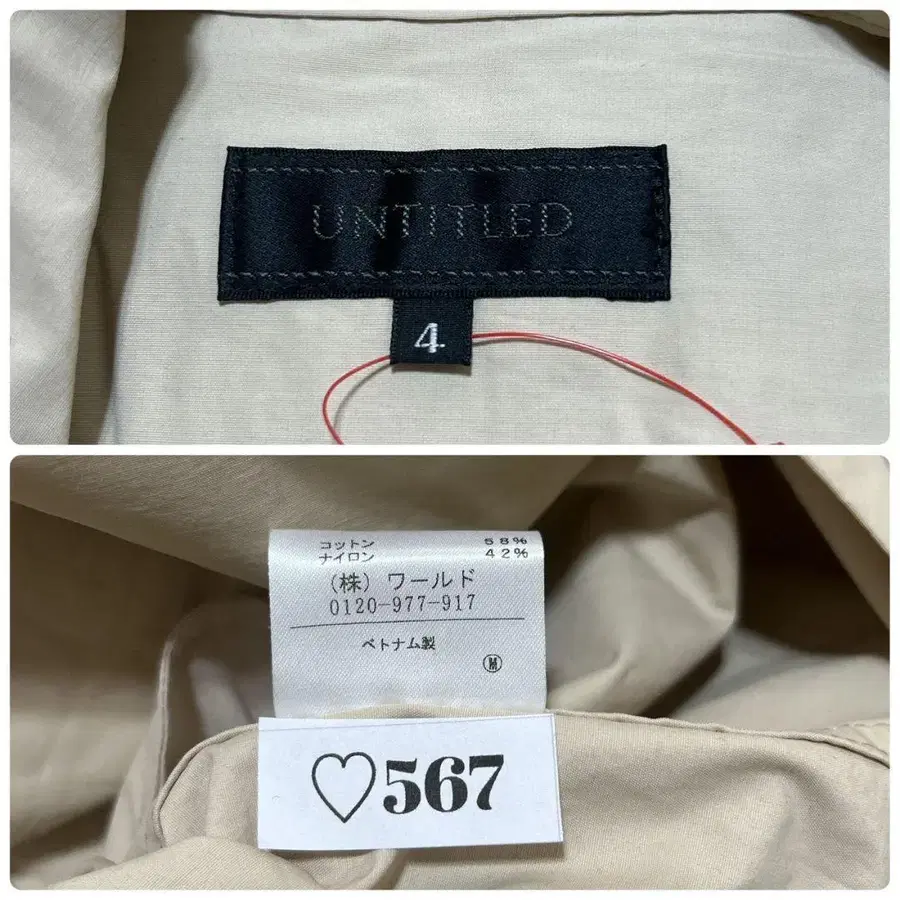 UNTITLED
4
コットン 58%
ナイロン 42%
(株) ワールド
0120-977-917
ベトナム製
Ⓜ
♡567